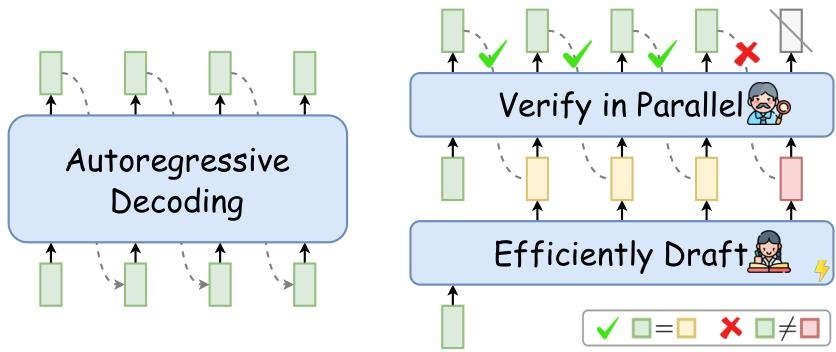 Autoregressive
Decoding
Verify in Parallel
Efficiently Draft
=
≠